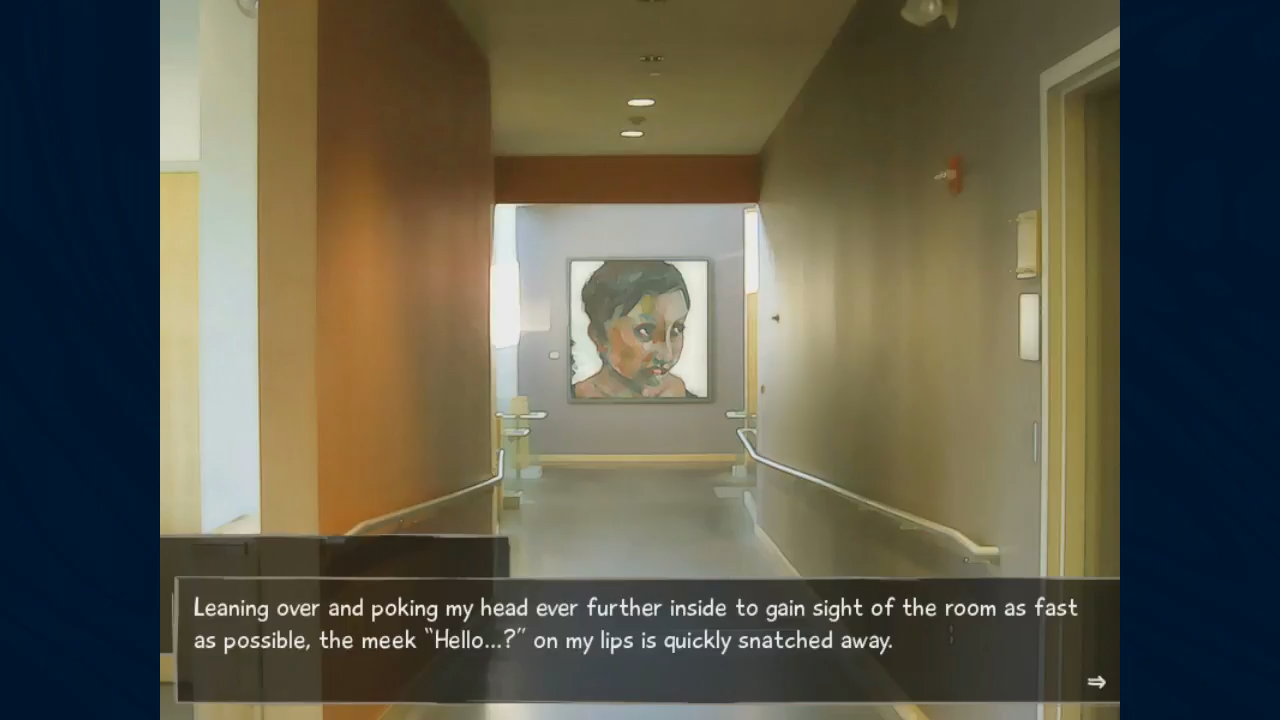 Leaning over and poking my head ever further inside to gain sight of the room as fast
as possible, the meek “Hello...?” on my lips is quickly snatched away.